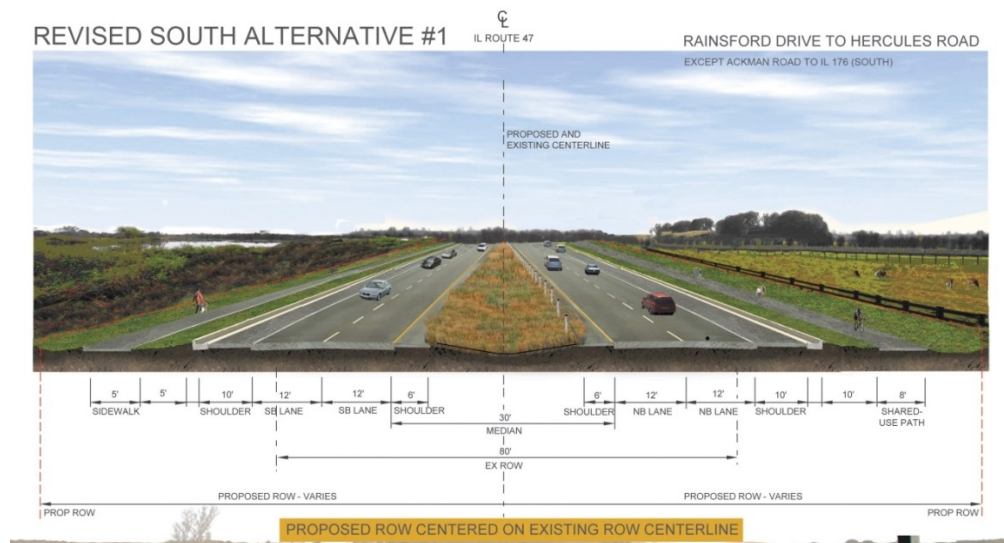 REVISED SOUTH ALTERNATIVE #1
℄
IL ROUTE 47
RAINSFORD DRIVE TO HERCULES ROAD
EXCEPT ACKMAN ROAD TO IL 176 (SOUTH)
PROPOSED AND
EXISTING CENTERLINE
5' 5' 10' 12' 12' 6' 6' 12' 12' 10' 10' 8'
SIDEWALK SHOULDER SB LANE SB LANE SHOULDER SHOULDER NB LANE NB LANE SHOULDER SHARED-
USE PATH
30'
MEDIAN
80'
EX ROW
PROPOSED ROW - VARIES PROPOSED ROW - VARIES
PROP ROW PROP ROW
PROPOSED ROW CENTERED ON EXISTING ROW CENTERLINE